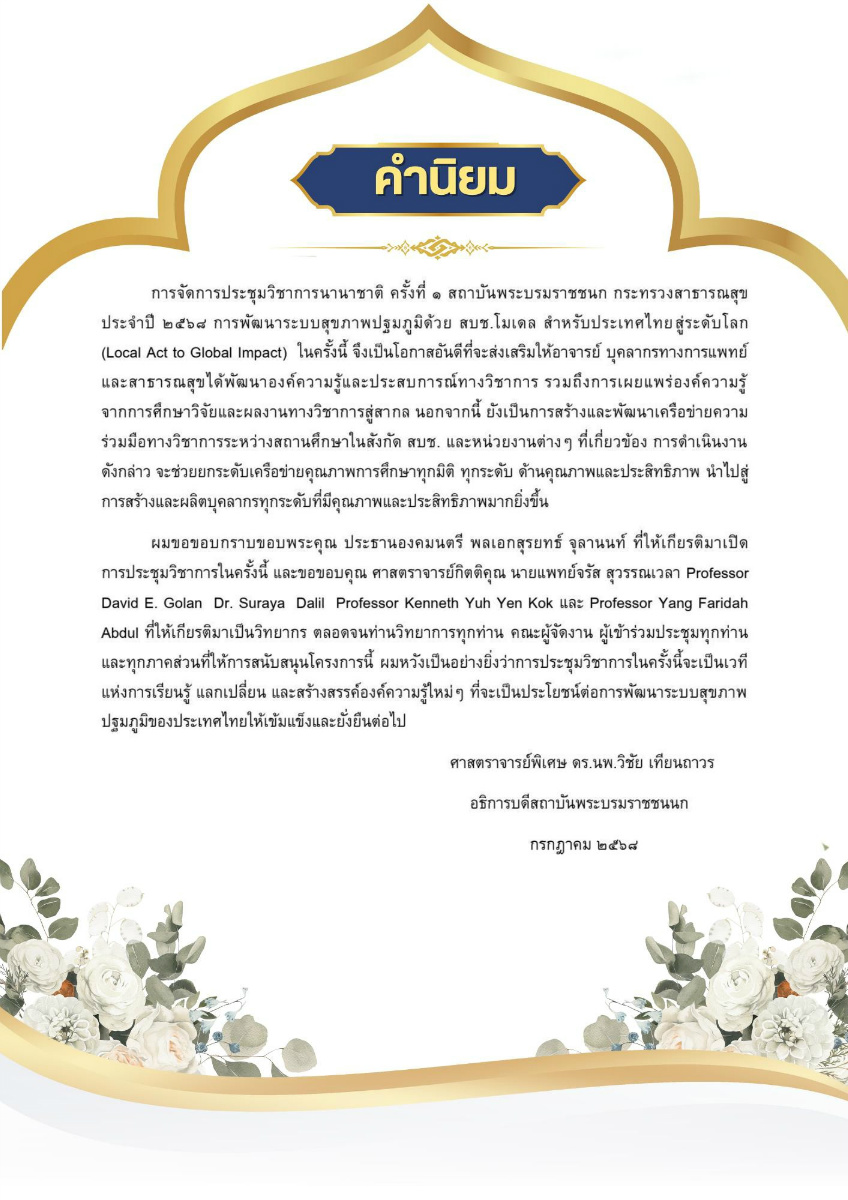 คำนิยม
การจัดการประชุมวิชาการนานาชาติ ครั้งที่ ๑ สถาบันพระบรมราชชนก กระทรวงสาธารณสุข
ประจำปี ๒๕๖๘ การพัฒนาระบบสุขภาพปฐมภูมิด้วย สบช.โมเดล สำหรับประเทศไทยสู่ระดับโลก
(Local Act to Global Impact) ในครั้งนี้ จึงเป็นโอกาสอันดีที่จะส่งเสริมให้อาจารย์ บุคลากรทางการแพทย์
และสาธารณสุขได้พัฒนาองค์ความรู้และประสบการณ์ทางวิชาการ รวมถึงการเผยแพร่องค์ความรู้
จากการศึกษาวิจัยและผลงานทางวิชาการสู่สากล นอกจากนี้ ยังเป็นการสร้างและพัฒนาเครือข่ายความ
ร่วมมือทางวิชาการระหว่างสถานศึกษาในสังกัด สบช. และหน่วยงานต่างๆ ที่เกี่ยวข้อง การดำเนินงาน
ดังกล่าว จะช่วยยกระดับเครือข่ายคุณภาพการศึกษาทุกมิติ ทุกระดับ ด้านคุณภาพและประสิทธิภาพ นำไปสู่
การสร้างและผลิตบุคลากรทุกระดับที่มีคุณภาพและประสิทธิภาพมากยิ่งขึ้น
ผมขอขอบกราบขอบพระคุณ ประธานองคมนตรี พลเอกสุรยทธ์ จุลานนท์ ที่ให้เกียรติมาเปิด
การประชุมวิชาการในครั้งนี้ และขอขอบคุณ ศาสตราจารย์กิตติคุณ นายแพทย์จรัส สุวรรณเวลา Professor
David E. Golan Dr. Suraya Dalil Professor Kenneth Yuh Yen Kok และ Professor Yang Faridah
Abdul ที่ให้เกียรติมาเป็นวิทยากร ตลอดจนท่านวิทยาการทุกท่าน คณะผู้จัดงาน ผู้เข้าร่วมประชุมทุกท่าน
และทุกภาคส่วนที่ให้การสนับสนุนโครงการนี้ ผมหวังเป็นอย่างยิ่งว่าการประชุมวิชาการในครั้งนี้จะเป็นเวที
แห่งการเรียนรู้ แลกเปลี่ยน และสร้างสรรค์องค์ความรู้ใหม่ๆ ที่จะเป็นประโยชน์ต่อการพัฒนาระบบสุขภาพ
ปฐมภูมิของประเทศไทยให้เข้มแข็งและยั่งยืนต่อไป
ศาสตราจารย์พิเศษ ดร.นพ.วิชัย เทียนถาวร
อธิการบดีสถาบันพระบรมราชชนนก
กรกฎาคม ๒๕๖๘